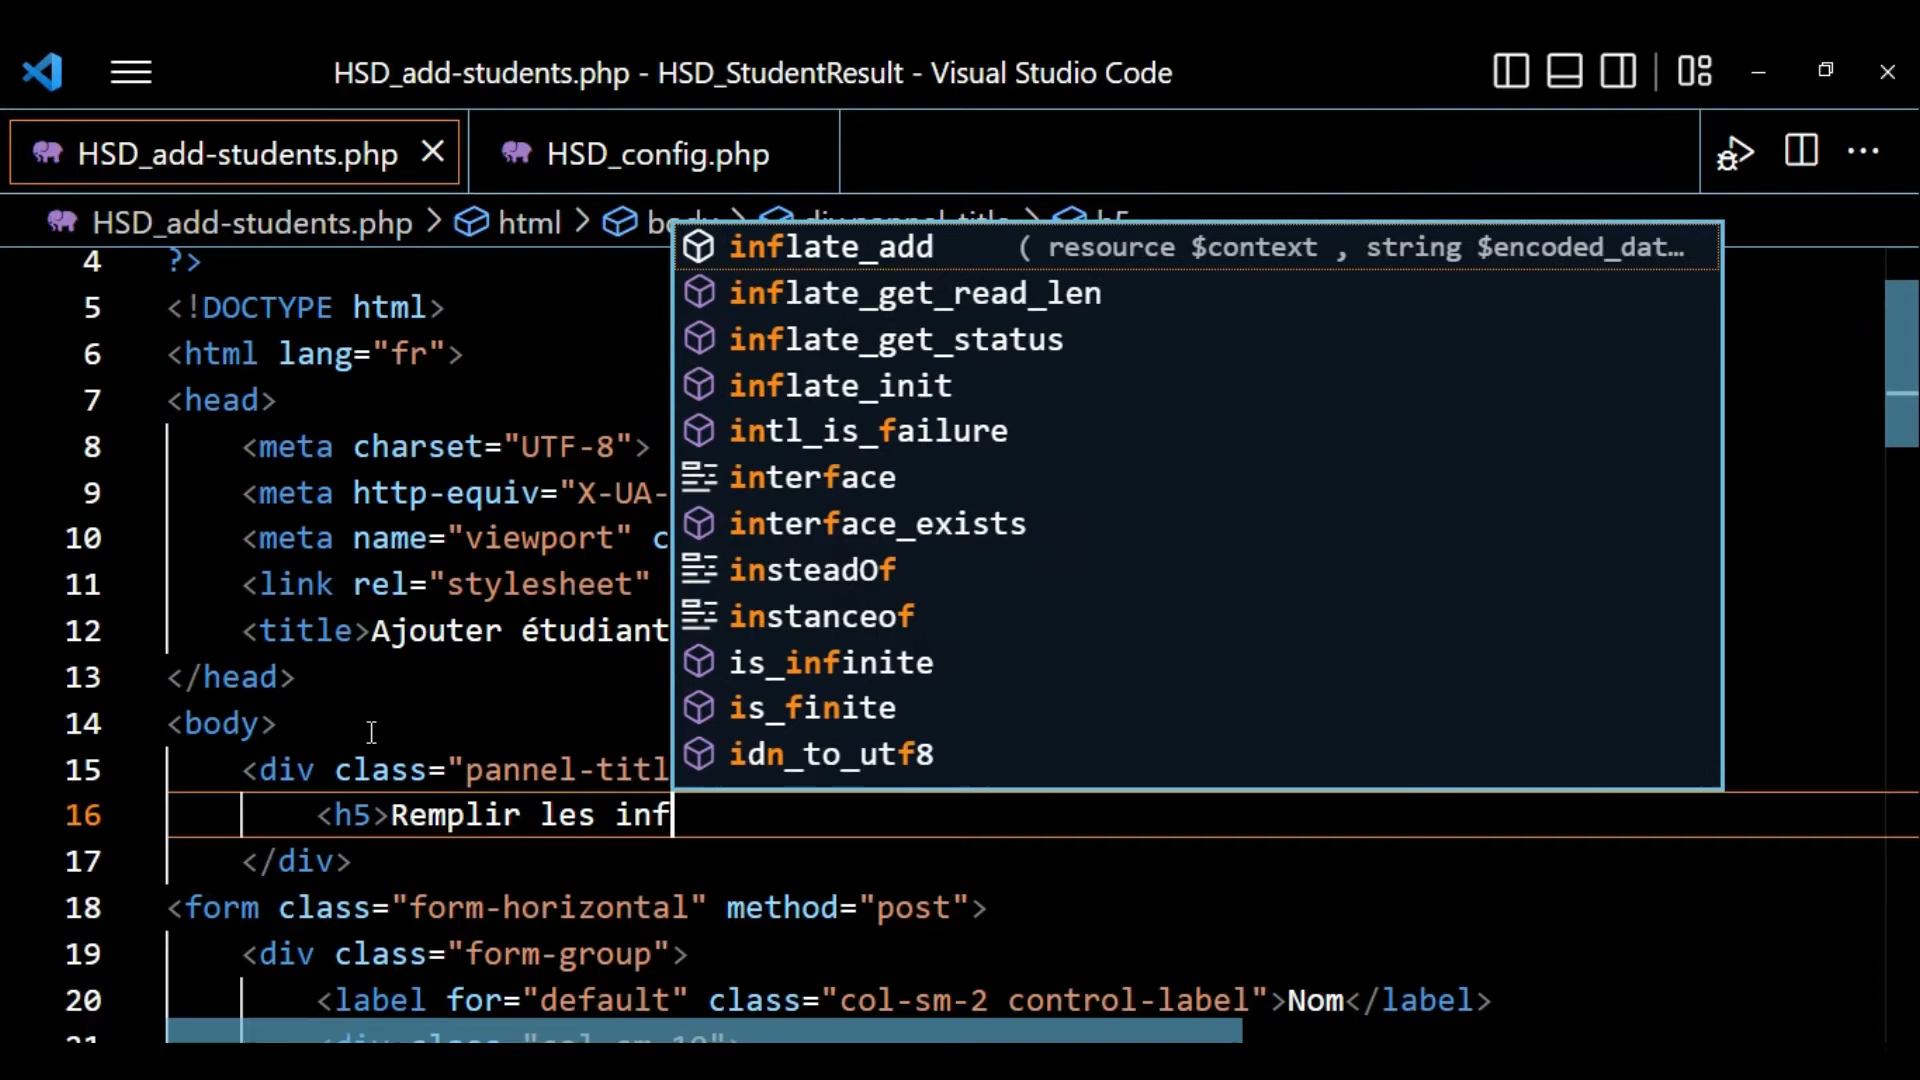 HSD_add-students.php - HSD_StudentResult - Visual Studio Code
HSD_add-students.php
HSD_config.php
HSD_add-students.php > html >
inflate_add ( resource $context , string $encoded_dat…
inflate_get_read_len
inflate_get_status
inflate_init
intl_is_failure
interface
interface_exists
insteadOf
instanceof
is_infinite
is_finite
idn_to_utf8
4 ?>
5 <!DOCTYPE html>
6 <html lang="fr">
7 <head>
8 <meta charset="UTF-8">
9 <meta http-equiv="X-UA-
10 <meta name="viewport" c
11 <link rel="stylesheet"
12 <title>Ajouter étudiant
13 </head>
14 <body>
15 <div class="pannel-titl
16 <h5>Remplir les inf
17 </div>
18 <form class="form-horizontal" method="post">
19 <div class="form-group">
20 <label for="default" class="col-sm-2 control-label">Nom</label>